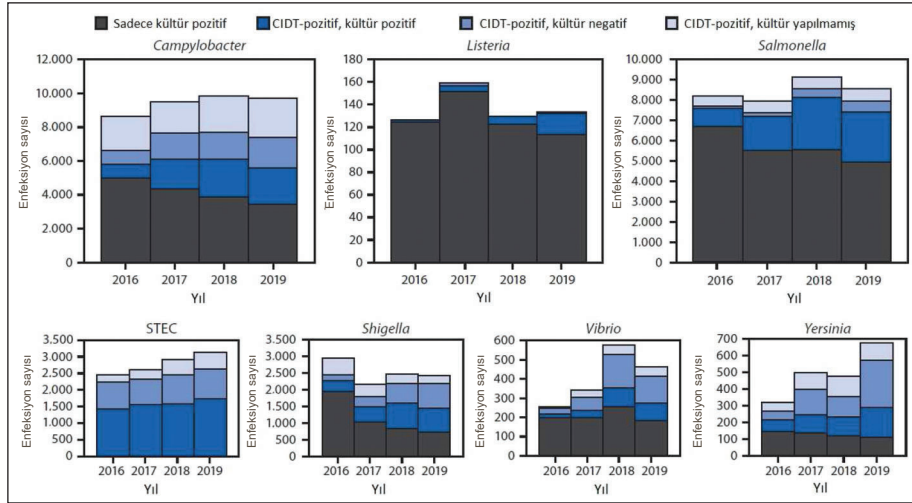 Sadece kültür pozitif CIDT-pozitif, kültür pozitif CIDT-pozitif, kültür negatif CIDT-pozitif, kültür yapılmamış
Campylobacter
Enfeksiyon sayısı
12.000
10.000
8.000
6.000
4.000
2.000
0
2016 2017 2018 2019
Yıl
Listeria
Enfeksiyon sayısı
180
160
140
120
100
80
60
40
20
0
2016 2017 2018 2019
Yıl
Salmonella
Enfeksiyon sayısı
10.000
9.000
8.000
7.000
6.000
5.000
4.000
3.000
2.000
1.000
0
2016 2017 2018 2019
Yıl
STEC
Enfeksiyon sayısı
3.500
3.000
2.500
2.000
1.500
1.000
500
0
2016 2017 2018 2019
Yıl
Shigella
Enfeksiyon sayısı
3.500
3.000
2.500
2.000
1.500
1.000
500
0
2016 2017 2018 2019
Yıl
Vibrio
Enfeksiyon sayısı
600
500
400
300
200
100
0
2016 2017 2018 2019
Yıl
Yersinia
Enfeksiyon sayısı
700
600
500
400
300
200
100
0
2016 2017 2018 2019
Yıl